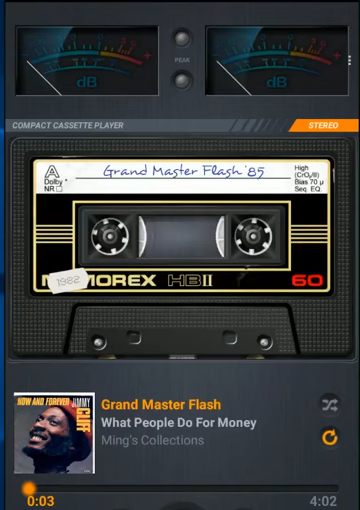 dB
PEAK
dB
COMPACT CASSETTE PLAYER
STEREO
A
Dolby
NR
Grand Master Flash '85
High
(CrO₂/II)
Bias 70 µ
Seq EQ.
1982
MEMOREX HBII
60
NOW AND FOREVER JIMMY
CLIFF
Grand Master Flash
What People Do For Money
Ming's Collections
0:03
4:02